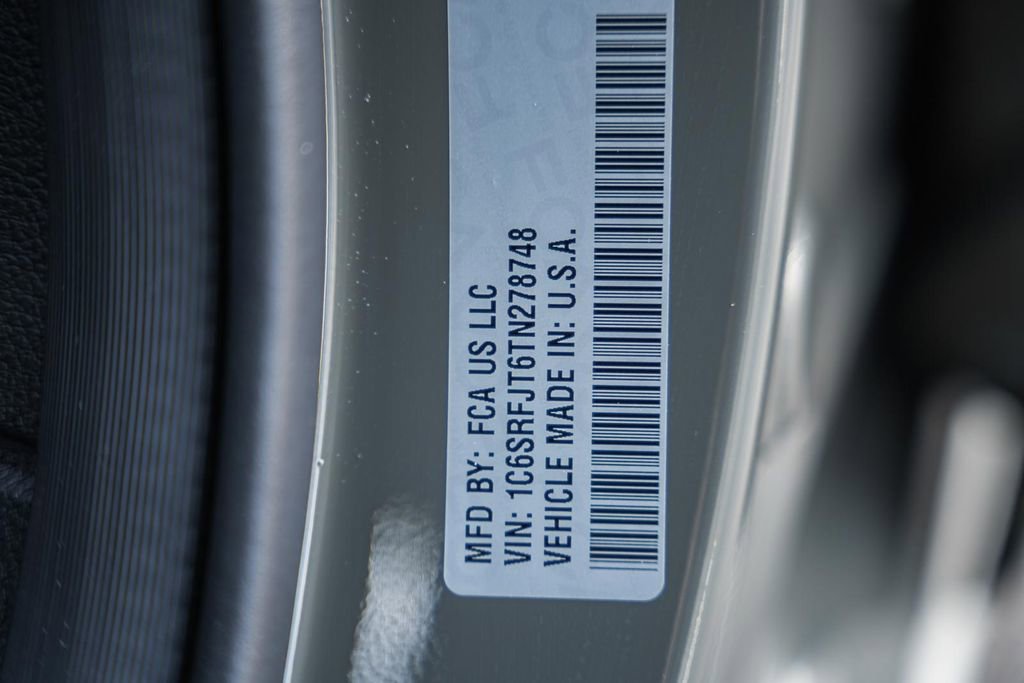 MFD BY: FCA US LLC
VIN: 1C6SRFJT6TN278748
VEHICLE MADE IN: U.S.A.